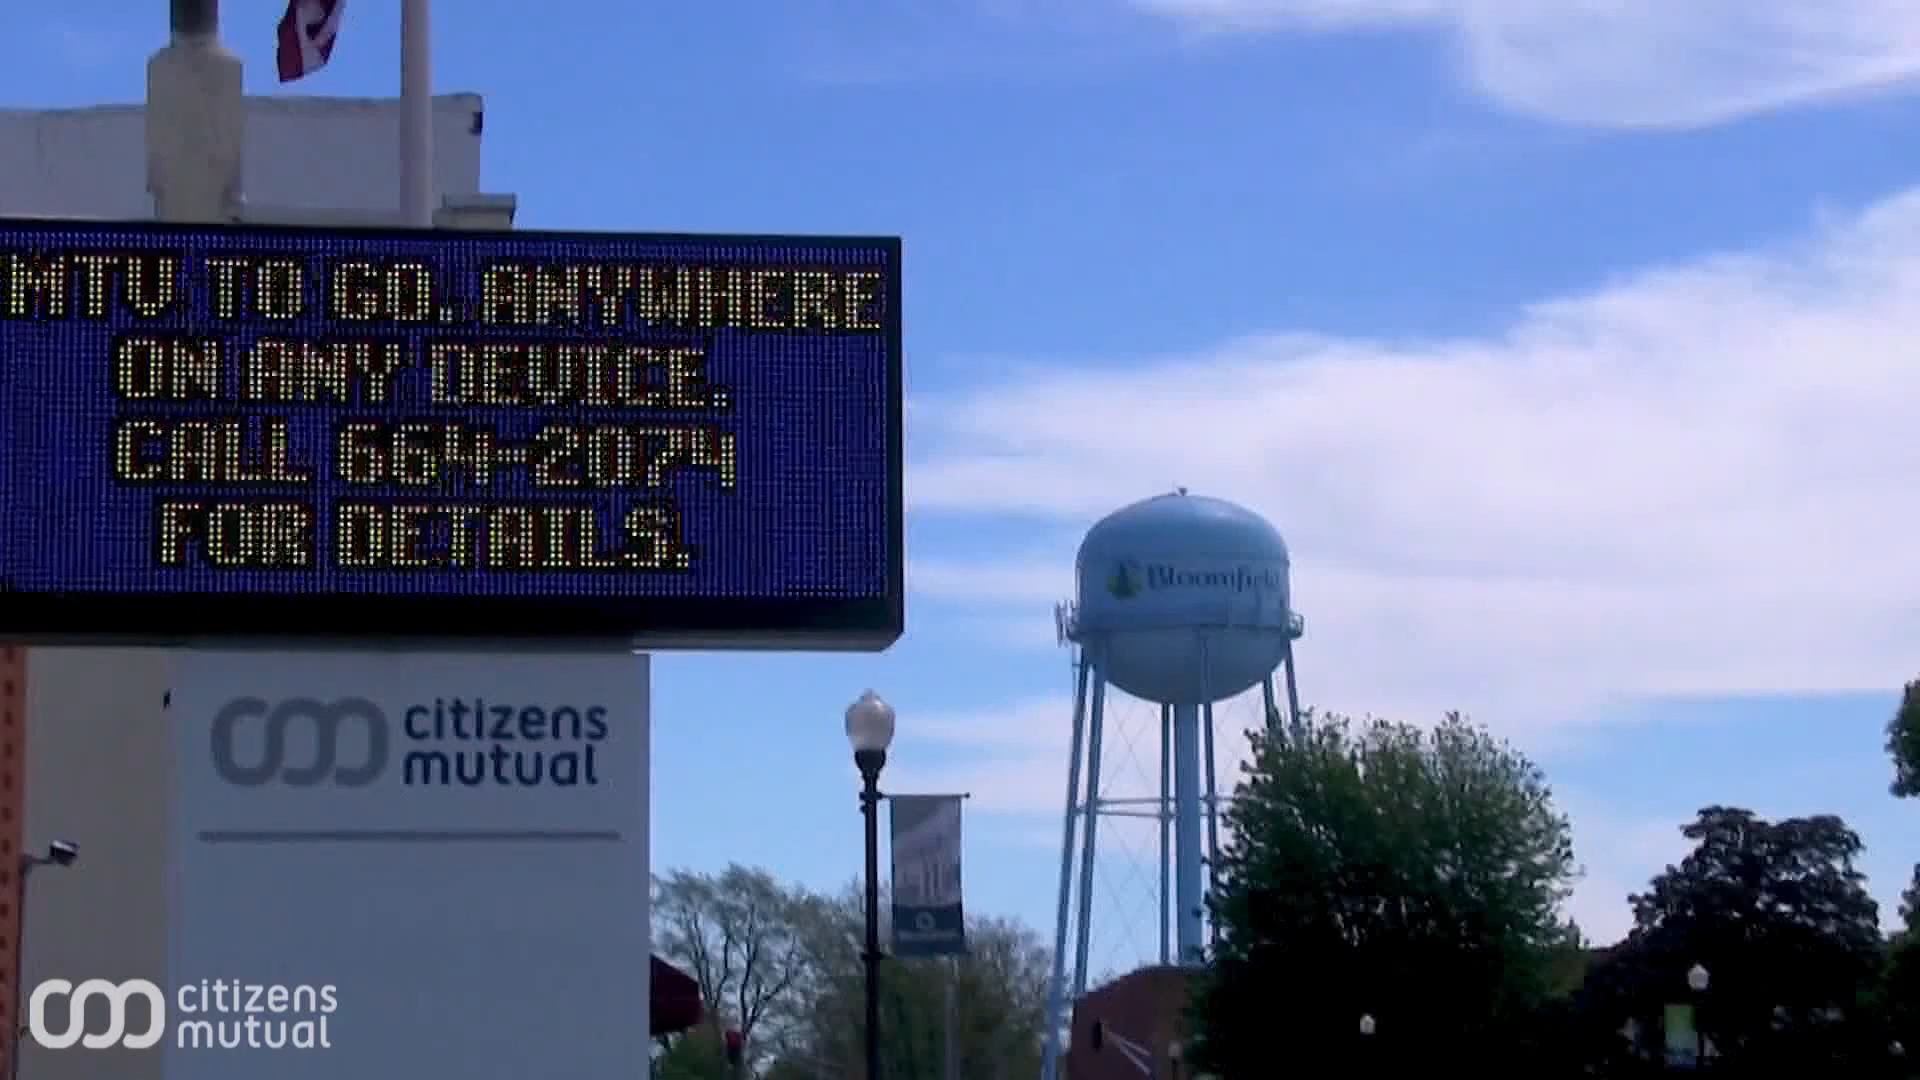 MTV TO GO. ANYWHERE
ON ANY DEVICE.
CALL 664-2074
FOR DETAILS.
citizens
mutual
Bloomfield
citizens
mutual